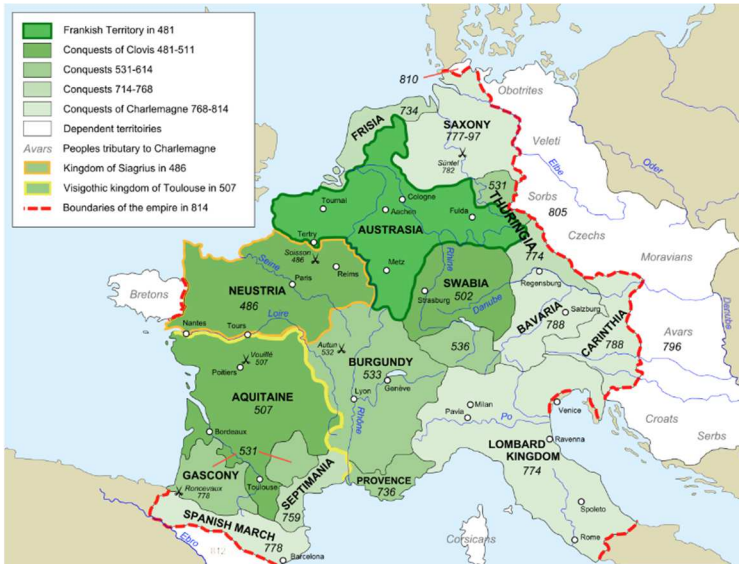 Frankish Territory in 481
Conquests of Clovis 481-511
Conquests 531-614
Conquests 714-768
Conquests of Charlemagne 768-814
Dependent territoiries
Avars Peoples tributary to Charlemagne
Kingdom of Siagrius in 486
Visigothic kingdom of Toulouse in 507
Boundaries of the empire in 814
810
Obotrites
FRISIA
734
SAXONY
777-97
Süntel
782
Veleti
Elbe
Oder
531
THURINGIA
Sorbs
805
Tournai
Cologne
Aachen
Fulda
AUSTRASIA
Czechs
774
Tertry
Soisson
486
Moravians
Seine
Reims
Metz
Rhine
Paris
SWABIA
502
Regensburg
Bretons
NEUSTRIA
486
Strasburg
Danube
Danube
Salzburg
BAVARIA
788
Loire
Nantes
Tours
CARINTHIA
788
Avars
796
Autun
532
536
Vouillé
507
BURGUNDY
533
Poitiers
Genève
Lyon
AQUITAINE
507
Milan
Pavia
Po
Venice
Rhône
Croats
Bordeaux
LOMBARD
KINGDOM
774
Ravenna
Serbs
531
GASCONY
SEPTIMANIA
759
PROVENCE
736
Roncevaux
778
Toulouse
Spoleto
SPANISH MARCH
778
Corsicans
Rome
Ebro
812
Barcelona